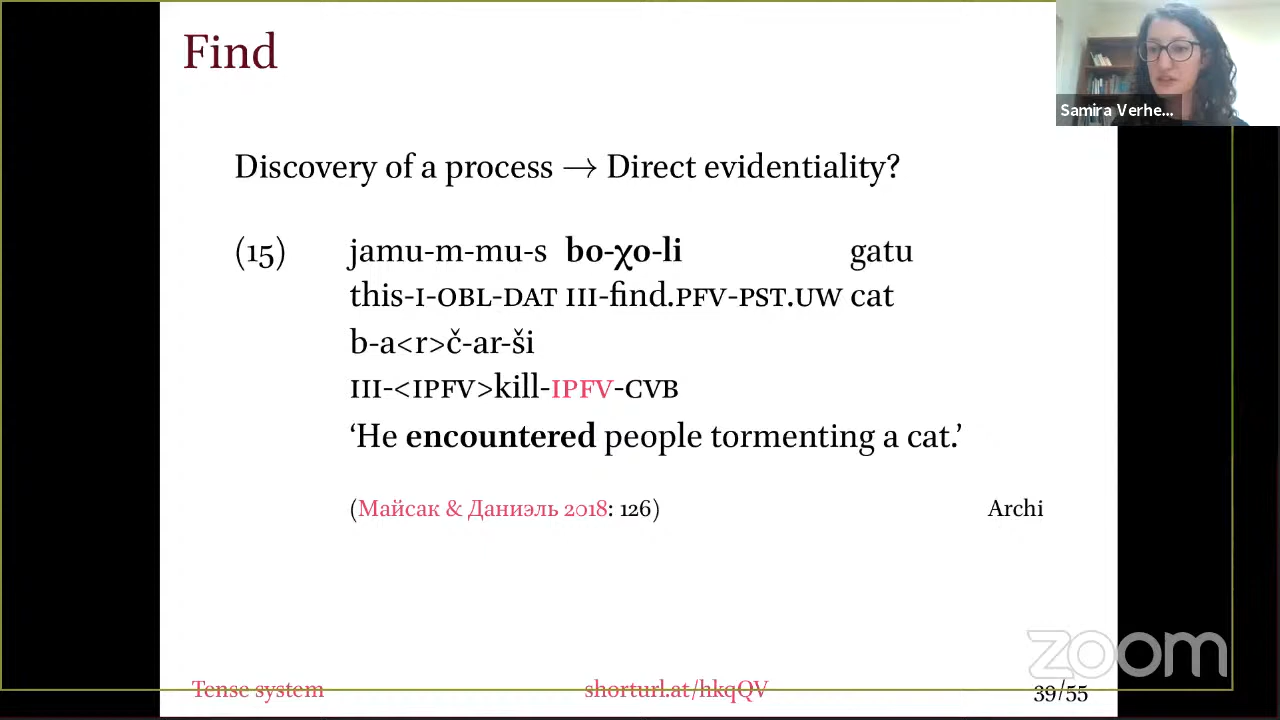 Find
Samira Verhe...
Discovery of a process → Direct evidentiality?
(15) jamu-m-mu-s bo-χo-li gatu
this-I-OBL-DAT III-find.PFV-PST.UW cat
b-a<r>č-ar-ši
III-<IPFV>kill-IPFV-CVB
‘He encountered people tormenting a cat.’
(Майсак & Даниэль 2018: 126) Archi
zoom
Tense system shorturl.at/hkqQV 39/55